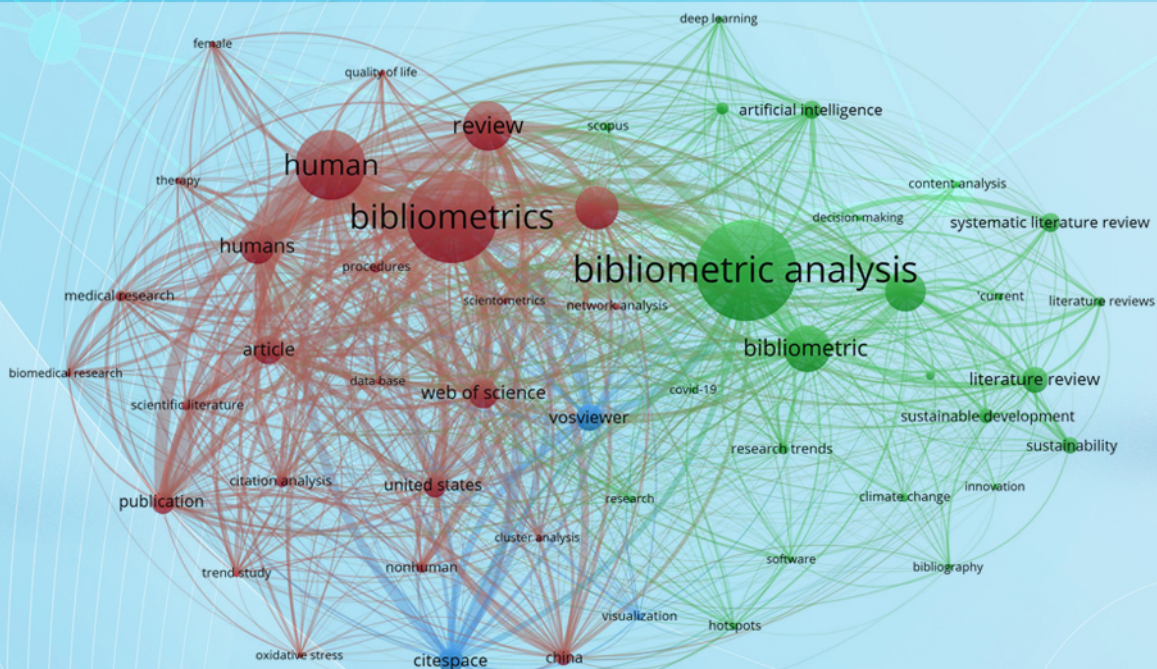 deep learning
female
quality of life
artificial intelligence
review
scopus
human
therapy
content analysis
bibliometrics
decision making
systematic literature review
humans
procedures
bibliometric analysis
medical research
scientometrics
network analysis
'current
literature reviews
article
bibliometric
biomedical research
data base
web of science
covid-19
literature review
scientific literature
vosviewer
sustainable development
research trends
sustainability
citation analysis
united states
publication
research
climate change
innovation
cluster analysis
trend study
nonhuman
software
bibliography
visualization
hotspots
oxidative stress
citespace
china